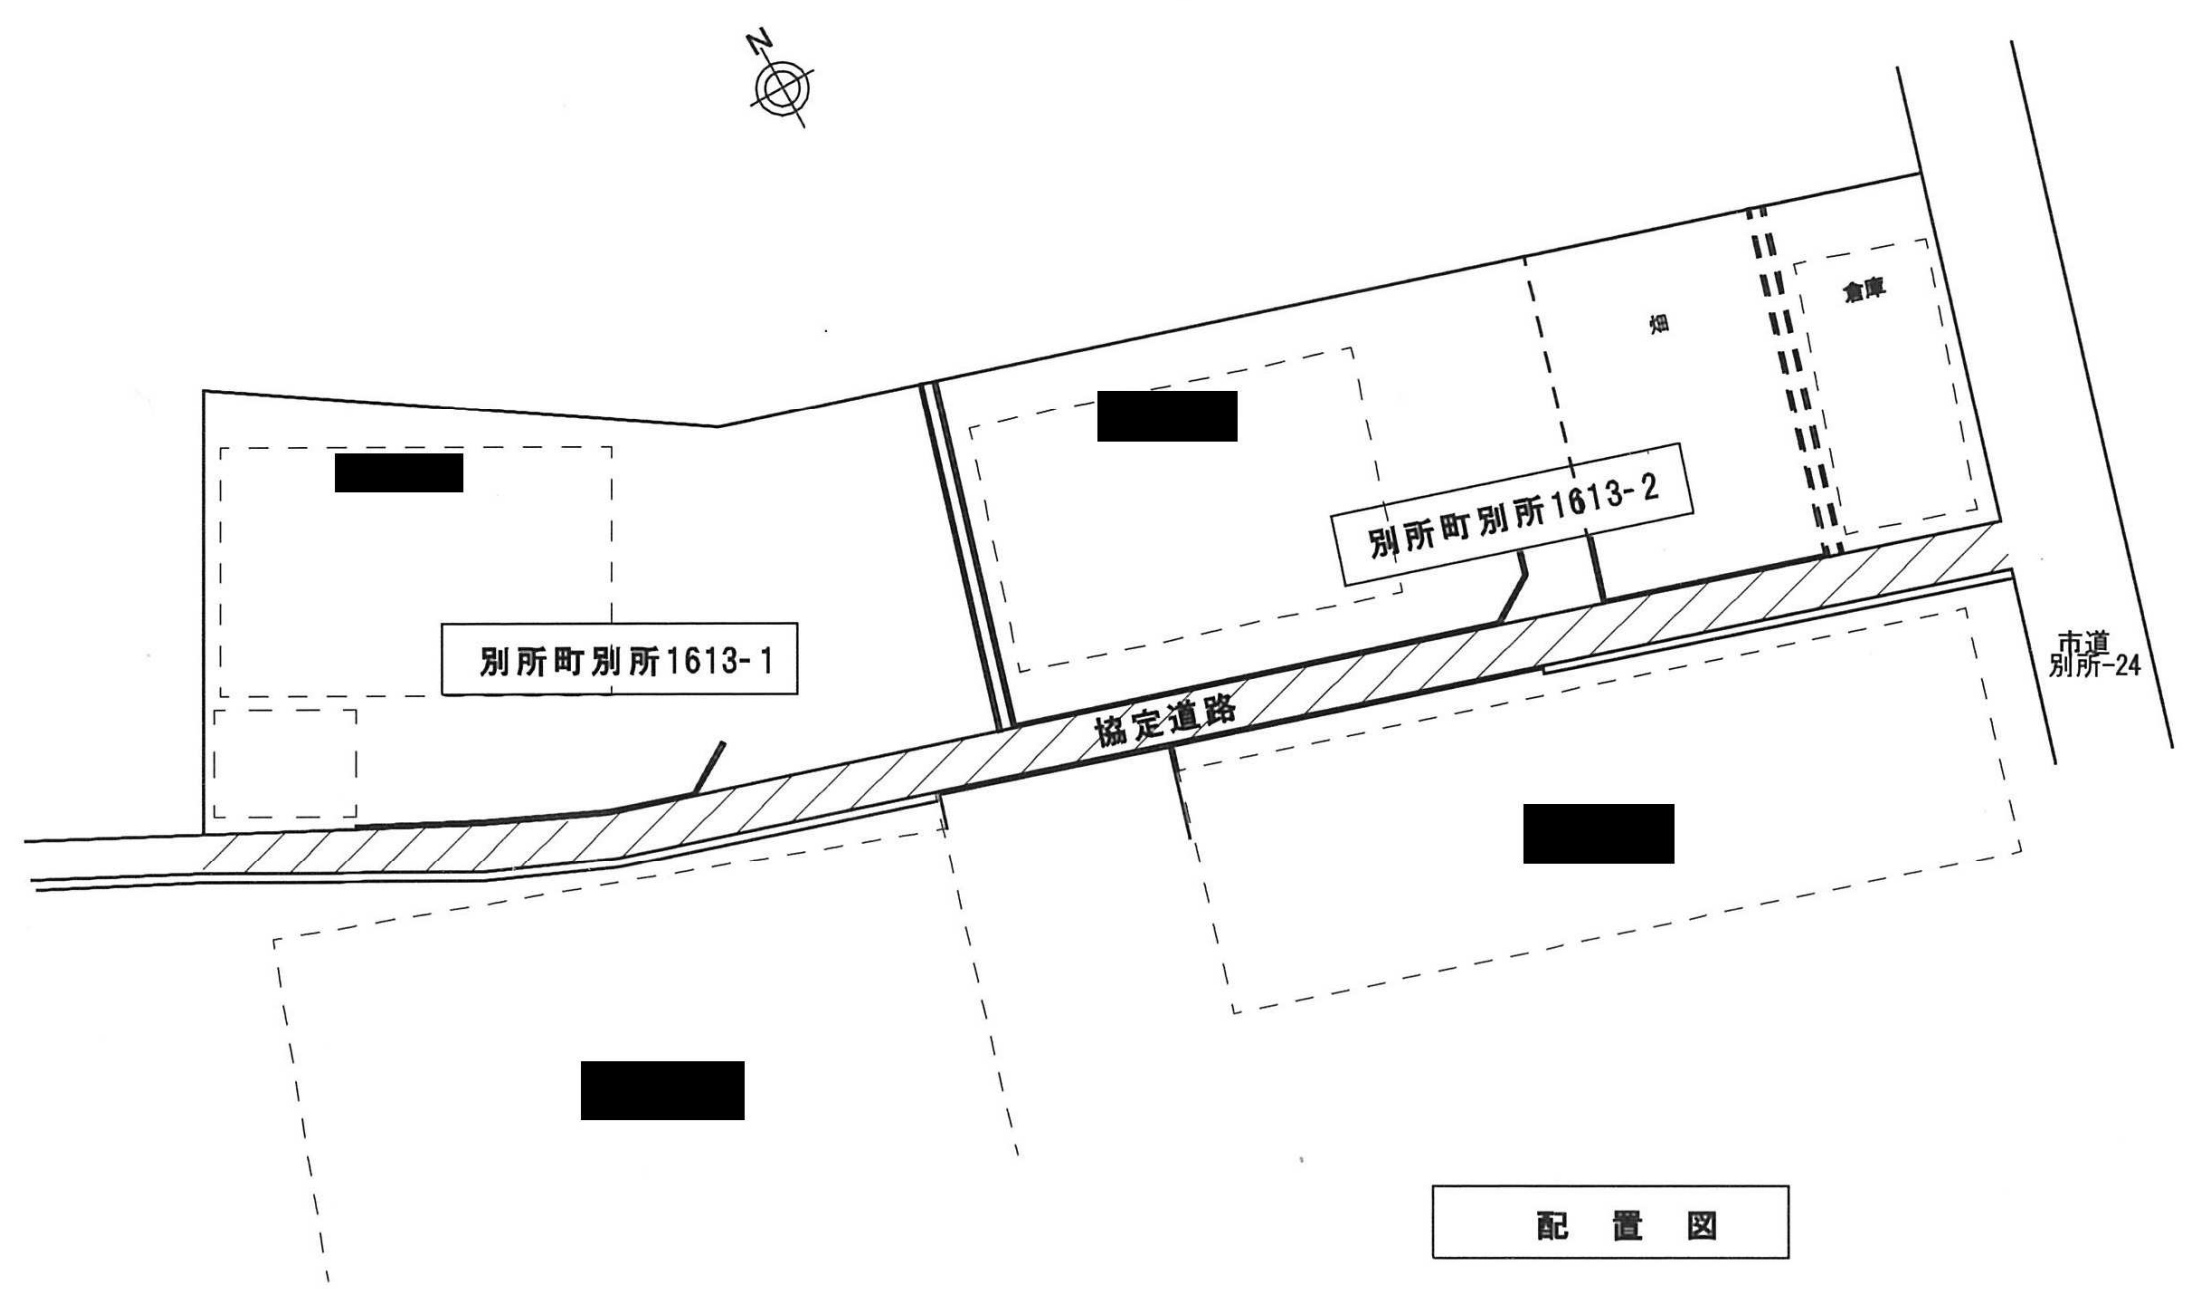 N
倉庫
畑
別所町別所1613-2
別所町別所1613-1
市道
別所-24
協定道路
配 置 図